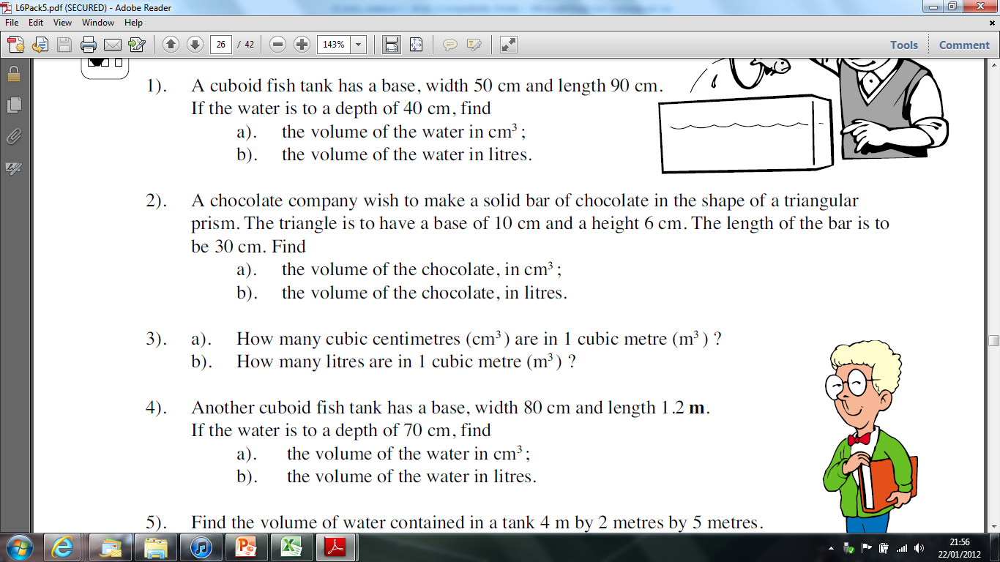 L6Pack5.pdf (SECURED) - Adobe Reader
File Edit View Window Help
26 / 42 143% Tools Comment
1). A cuboid fish tank has a base, width 50 cm and length 90 cm.
If the water is to a depth of 40 cm, find
a). the volume of the water in cm³ ;
b). the volume of the water in litres.
2). A chocolate company wish to make a solid bar of chocolate in the shape of a triangular
prism. The triangle is to have a base of 10 cm and a height 6 cm. The length of the bar is to
be 30 cm. Find
a). the volume of the chocolate, in cm³ ;
b). the volume of the chocolate, in litres.
3). a). How many cubic centimetres (cm³ ) are in 1 cubic metre (m³ ) ?
b). How many litres are in 1 cubic metre (m³ ) ?
4). Another cuboid fish tank has a base, width 80 cm and length 1.2 m.
If the water is to a depth of 70 cm, find
a). the volume of the water in cm³ ;
b). the volume of the water in litres.
5). Find the volume of water contained in a tank 4 m by 2 metres by 5 metres.
21:56
22/01/2012